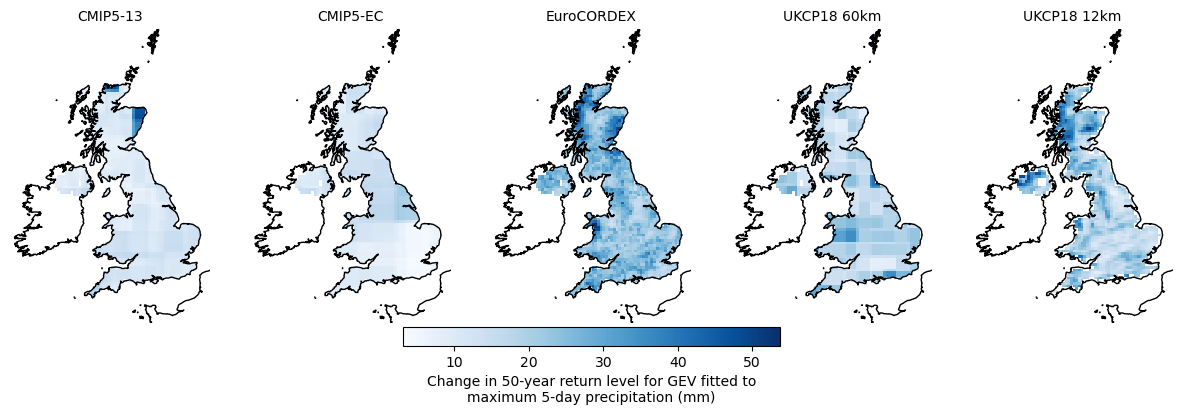 CMIP5-13
CMIP5-EC
EuroCORDEX
UKCP18 60km
UKCP18 12km
10 20 30 40 50
Change in 50-year return level for GEV fitted to
maximum 5-day precipitation (mm)